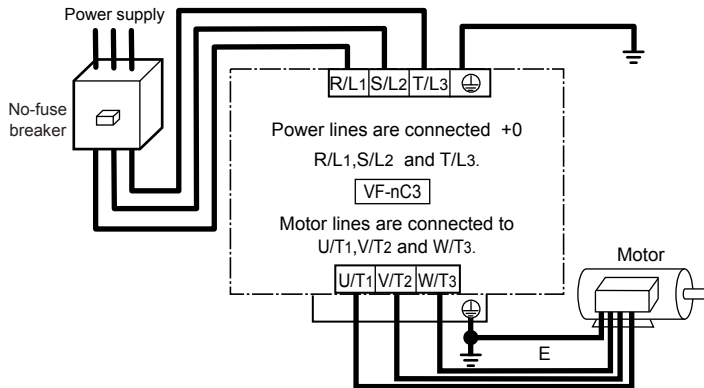 Power supply
No-fuse
breaker
R/L1 S/L2 T/L3
Power lines are connected +0
R/L1,S/L2 and T/L3.
VF-nC3
Motor lines are connected to
U/T1,V/T2 and W/T3.
U/T1 V/T2 W/T3
Motor
E